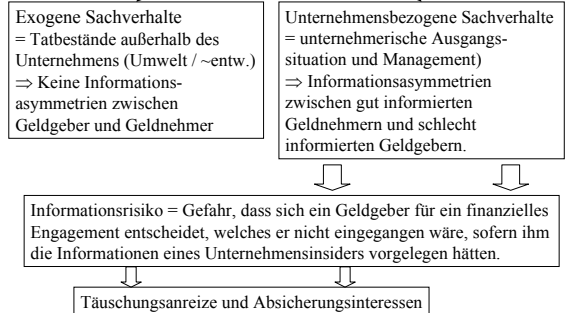 Exogene Sachverhalte
= Tatbestände außerhalb des
Unternehmens (Umwelt / ~entw.)
⇒ Keine Informations-
asymmetrien zwischen
Geldgeber und Geldnehmer
Unternehmensbezogene Sachverhalte
= unternehmerische Ausgangs-
situation und Management)
⇒ Informationsasymmetrien
zwischen gut informierten
Geldnehmern und schlecht
informierten Geldgebern.
Informationsrisiko = Gefahr, dass sich ein Geldgeber für ein finanzielles
Engagement entscheidet, welches er nicht eingegangen wäre, sofern ihm
die Informationen eines Unternehmensinsiders vorgelegen hätten.
Täuschungsanreize und Absicherungsinteressen